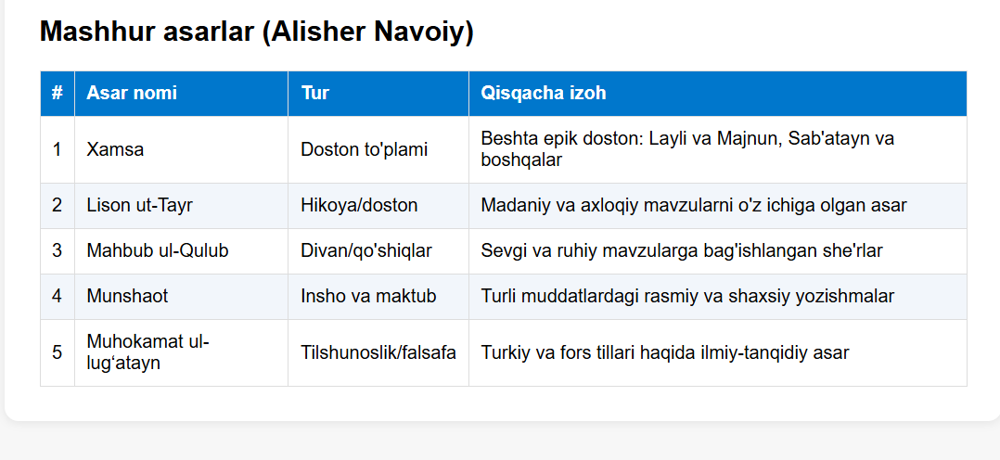 Mashhur asarlar (Alisher Navoiy)
# Asar nomi Tur Qisqacha izoh
1 Xamsa Doston to'plami Beshta epik doston: Layli va Majnun, Sab'atayn va
boshqalar
2 Lison ut-Tayr Hikoya/doston Madaniy va axloqiy mavzularni o'z ichiga olgan asar
3 Mahbub ul-Qulub Divan/qo'shiqlar Sevgi va ruhiy mavzularga bag'ishlangan she'rlar
4 Munshaot Insho va maktub Turli muddatlardagi rasmiy va shaxsiy yozishmalar
5 Muhokamat ul-
lug‘atayn Tilshunoslik/falsafa Turkiy va fors tillari haqida ilmiy-tanqidiy asar